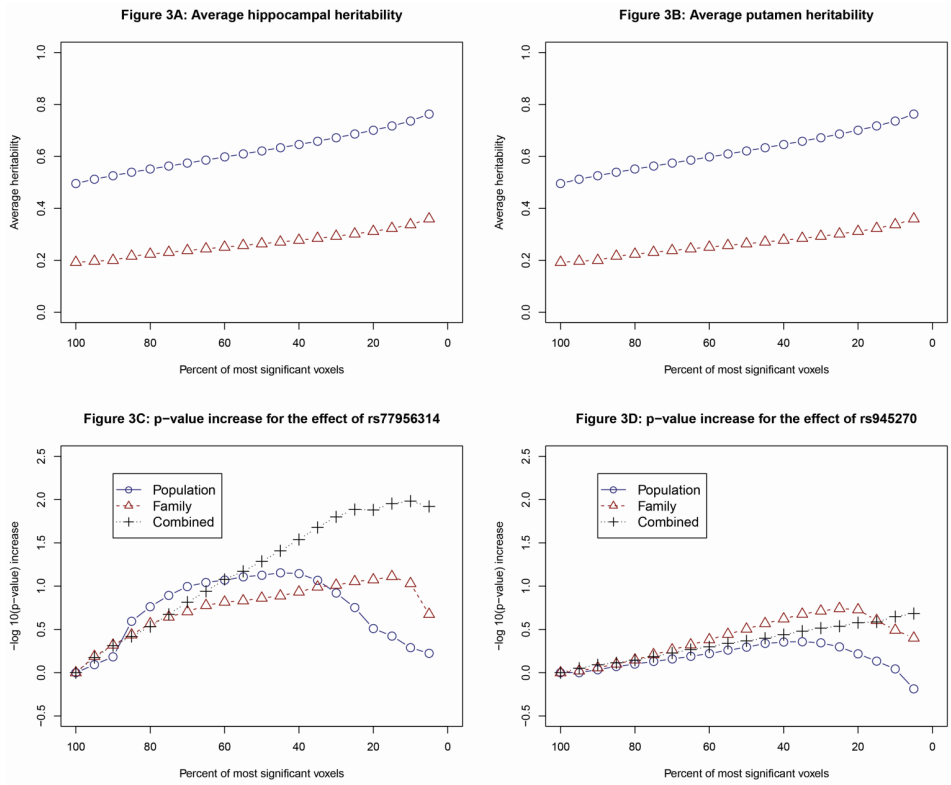 Figure 3A: Average hippocampal heritability
Average heritability
1.0
0.8
0.6
0.4
0.2
0.0
100 80 60 40 20 0
Percent of most significant voxels
Figure 3B: Average putamen heritability
Average heritability
1.0
0.8
0.6
0.4
0.2
0.0
100 80 60 40 20 0
Percent of most significant voxels
Figure 3C: p−value increase for the effect of rs77956314
−log 10(p−value) increase
2.5
2.0
1.5
1.0
0.5
0.0
−0.5
Population
Family
Combined
100 80 60 40 20 0
Percent of most significant voxels
Figure 3D: p−value increase for the effect of rs945270
−log 10(p−value) increase
2.5
2.0
1.5
1.0
0.5
0.0
−0.5
Population
Family
Combined
100 80 60 40 20 0
Percent of most significant voxels